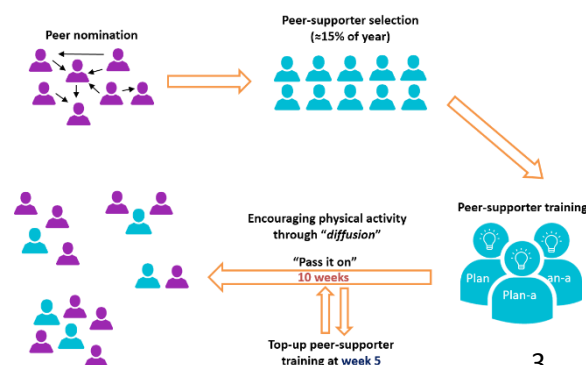 Peer nomination
Peer-supporter selection
(≈15% of year)
Peer-supporter training
Plan
Plan-a
an-a
Encouraging physical activity
through “diffusion”
“Pass it on”
10 weeks
Top-up peer-supporter
training at week 5
3